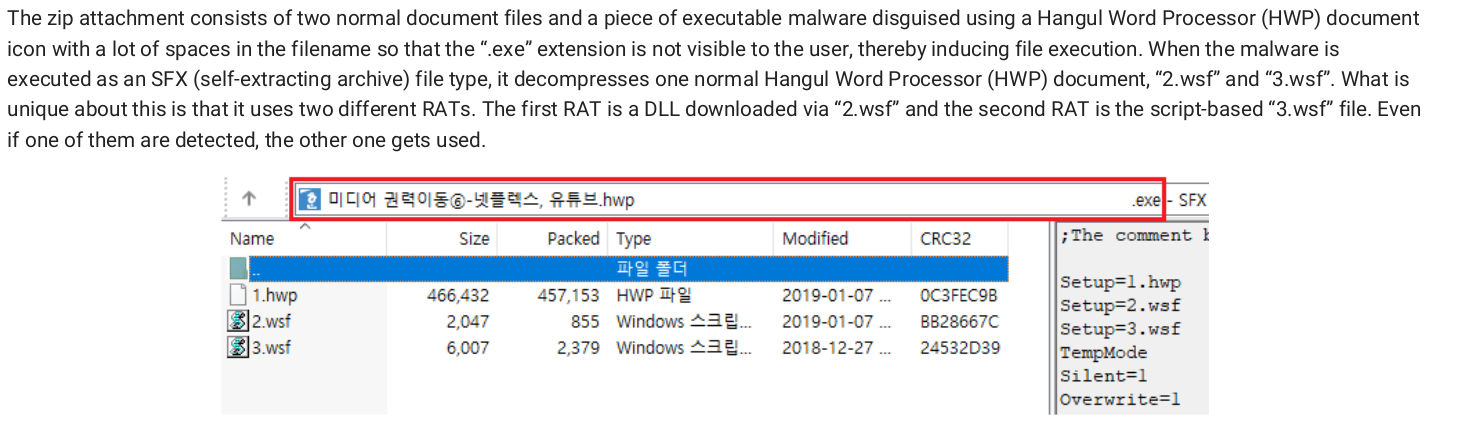 The zip attachment consists of two normal document files and a piece of executable malware disguised using a Hangul Word Processor (HWP) document
icon with a lot of spaces in the filename so that the “.exe” extension is not visible to the user, thereby inducing file execution. When the malware is
executed as an SFX (self-extracting archive) file type, it decompresses one normal Hangul Word Processor (HWP) document, “2.wsf” and “3.wsf”. What is
unique about this is that it uses two different RATs. The first RAT is a DLL downloaded via “2.wsf” and the second RAT is the script-based “3.wsf” file. Even
if one of them are detected, the other one gets used.
미디어 권력이동⑥-넷플렉스, 유튜브.hwp .exe - SFX
Name Size Packed Type Modified CRC32
.. 파일 폴더
1.hwp 466,432 457,153 HWP 파일 2019-01-07 ... 0C3FEC9B
2.wsf 2,047 855 Windows 스크립... 2019-01-07 ... BB28667C
3.wsf 6,007 2,379 Windows 스크립... 2018-12-27 ... 24532D39
;The comment
Setup=1.hwp
Setup=2.wsf
Setup=3.wsf
TempMode
Silent=1
Overwrite=1